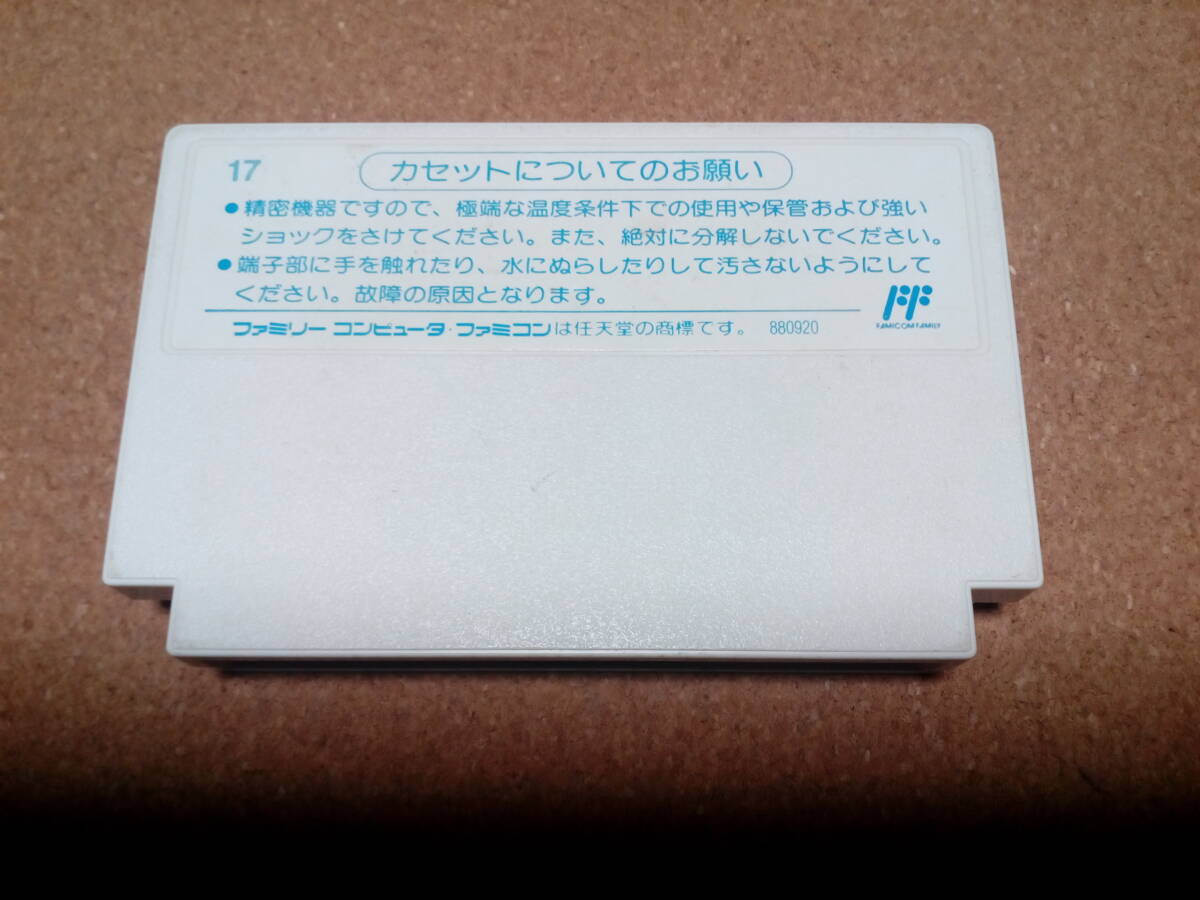 17
カセットについてのお願い
●精密機器ですので、極端な温度条件下での使用や保管および強い
ショックをさけてください。また、絶対に分解しないでください。
●端子部に手を触れたり、水にぬらしたりして汚さないようにして
ください。故障の原因となります。
FF
FAMICOM FAMILY
ファミリー コンピュータ・ファミコンは任天堂の商標です。 880920